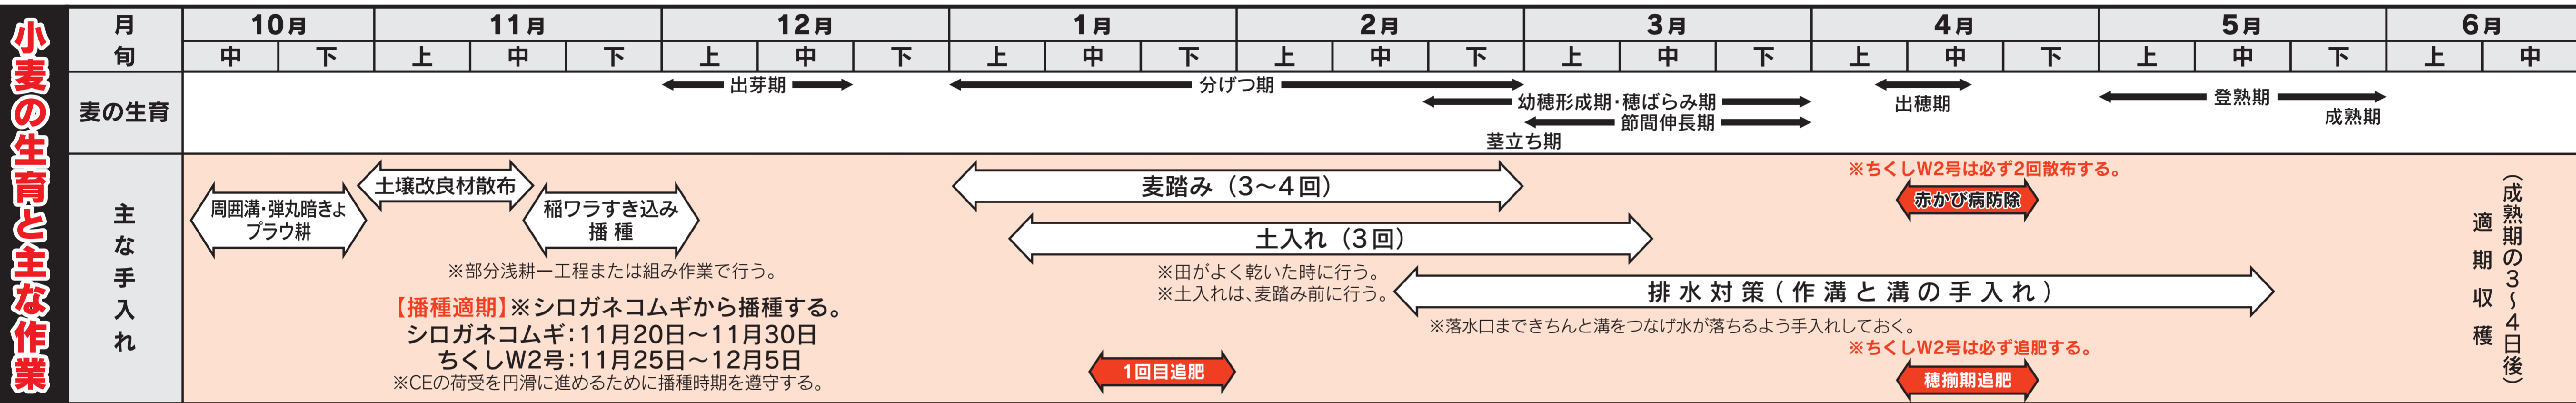 小麦の生育と主な作業
月
10月 11月 12月 1月 2月 3月 4月 5月 6月
旬
中 下 上 中 下 上 中 下 上 中 下 上 中 下 上 中 下 上 中 下 上 中 下 上 中
麦の生育
出芽期
分げつ期
幼穂形成期・穂ばらみ期
節間伸長期
茎立ち期
出穂期
登熟期
成熟期
主な手入れ
周囲溝・弾丸暗きょ
プラウ耕
土壌改良材散布
稲ワラすき込み
播種
※部分浅耕一工程または組み作業で行う。
【播種適期】※シロガネコムギから播種する。
シロガネコムギ:11月20日～11月30日
ちくしW2号:11月25日～12月5日
※CEの荷受を円滑に進めるために播種時期を遵守する。
麦踏み（3～4回）
土入れ（3回）
※田がよく乾いた時に行う。
※土入れは、麦踏み前に行う。
1回目追肥
排水対策(作溝と溝の手入れ)
※落水口まできちんと溝をつなげ水が落ちるよう手入れしておく。
※ちくしW2号は必ず2回散布する。
赤かび病防除
※ちくしW2号は必ず追肥する。
穂揃期追肥
（成熟期の3～4日後）
適期収穫